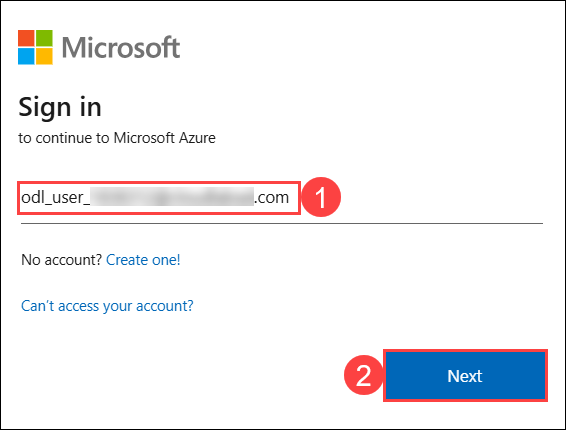 Microsoft
Sign in
to continue to Microsoft Azure
odl_user_ .com
1
No account? Create one!
Can't access your account?
2
Next